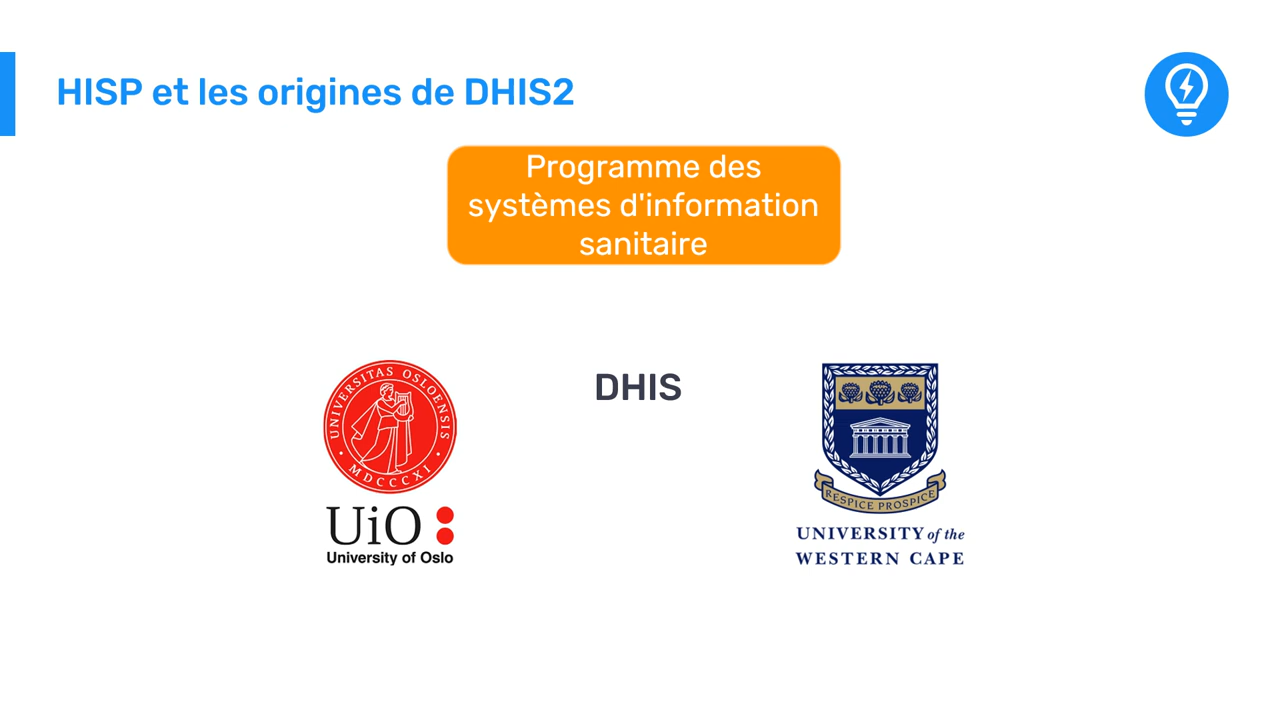 HISP et les origines de DHIS2
Programme des
systèmes d'information
sanitaire
DHIS
UNIVERSITAS OSLOENSIS
MDCCCXI
UiO
University of Oslo
RESPICE PROSPICE
UNIVERSITY of the
WESTERN CAPE